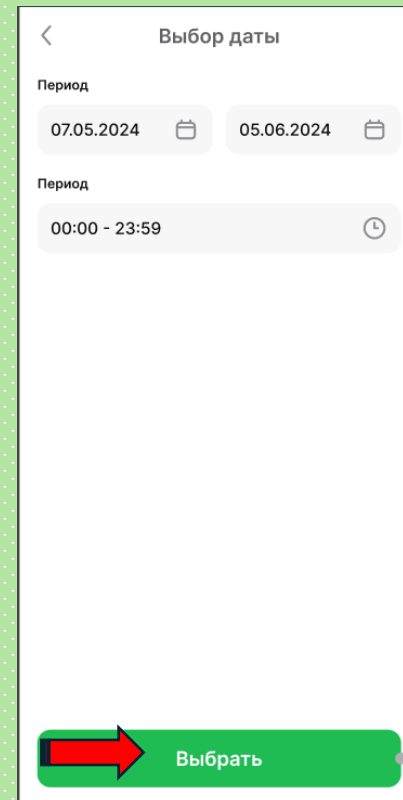 Выбор даты
Период
07.05.2024 05.06.2024
Период
00:00 - 23:59
Выбрать